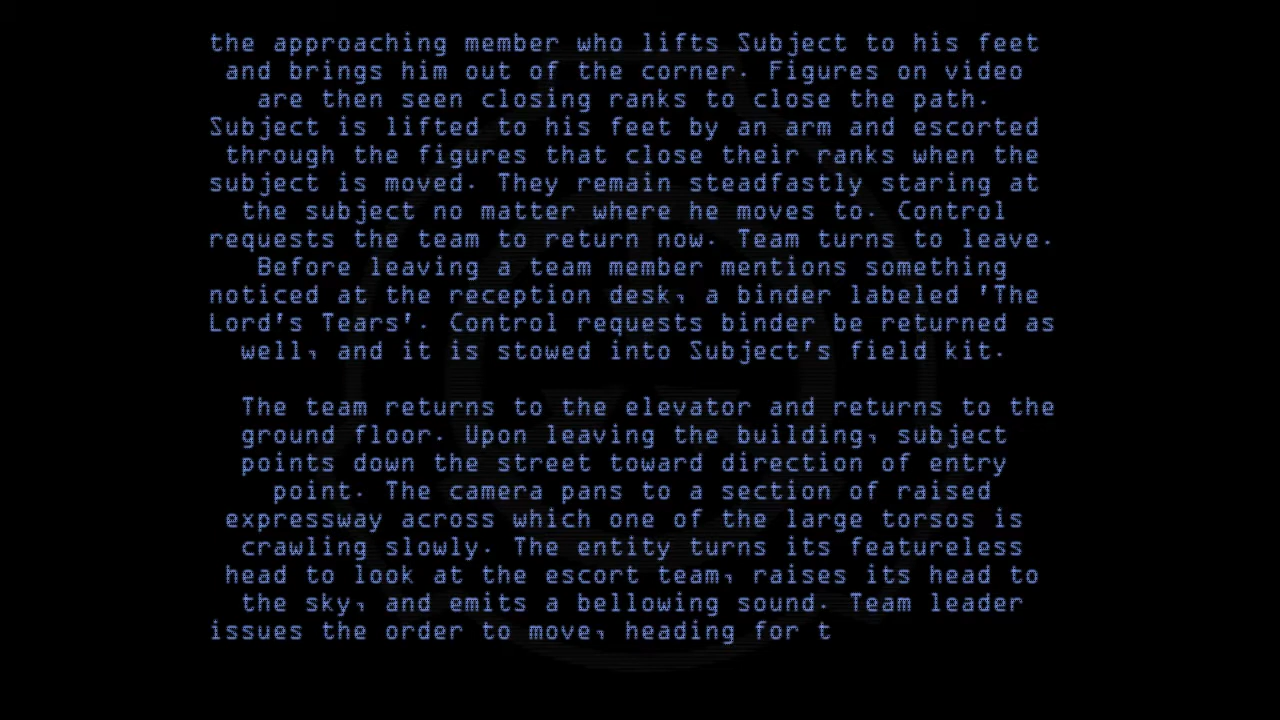 the approaching member who lifts Subject to his feet
and brings him out of the corner. Figures on video
are then seen closing ranks to close the path.
Subject is lifted to his feet by an arm and escorted
through the figures that close their ranks when the
subject is moved. They remain steadfastly staring at
the subject no matter where he moves to. Control
requests the team to return now. Team turns to leave.
Before leaving a team member mentions something
noticed at the reception desk, a binder labeled 'The
Lord's Tears'. Control requests binder be returned as
well, and it is stowed into Subject's field kit.
The team returns to the elevator and returns to the
ground floor. Upon leaving the building, subject
points down the street toward direction of entry
point. The camera pans to a section of raised
expressway across which one of the large torsos is
crawling slowly. The entity turns its featureless
head to look at the escort team, raises its head to
the sky, and emits a bellowing sound. Team leader
issues the order to move, heading for t